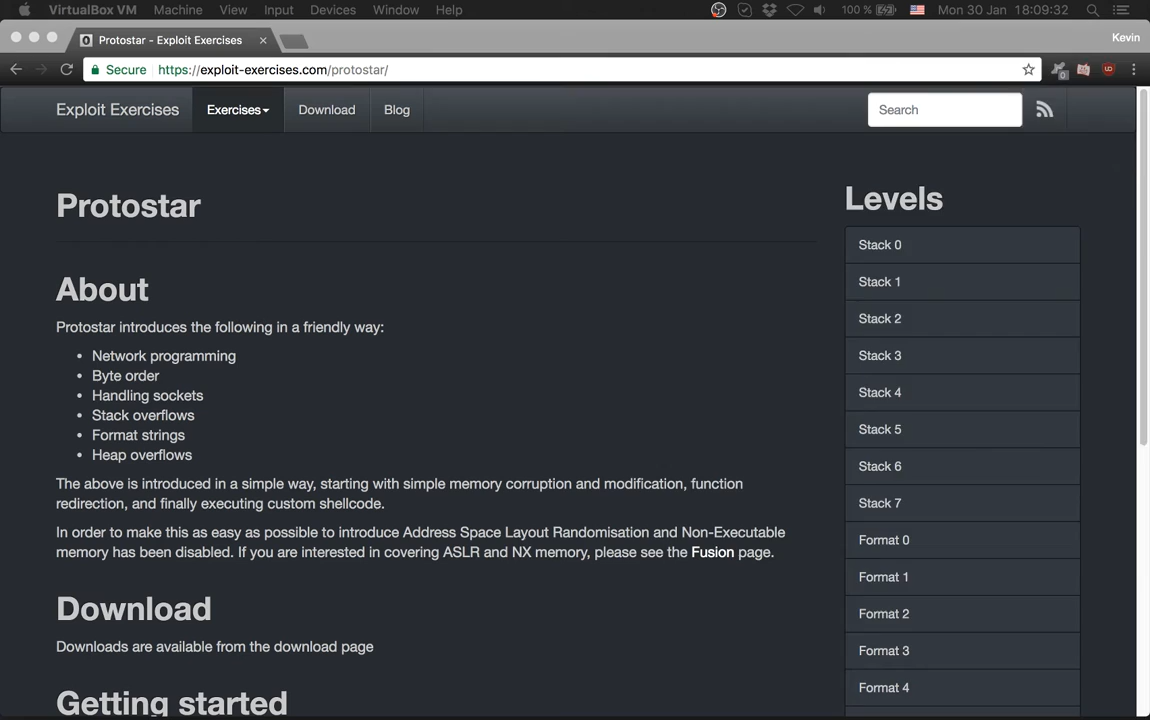 VirtualBox VM Machine View Input Devices Window Help 100 % Mon 30 Jan 18:09:32
Protostar - Exploit Exercises × Kevin
Secure https://exploit-exercises.com/protostar/
Exploit Exercises Exercises Download Blog Search
Protostar
About
Protostar introduces the following in a friendly way:
• Network programming
• Byte order
• Handling sockets
• Stack overflows
• Format strings
• Heap overflows
The above is introduced in a simple way, starting with simple memory corruption and modification, function
redirection, and finally executing custom shellcode.
In order to make this as easy as possible to introduce Address Space Layout Randomisation and Non-Executable
memory has been disabled. If you are interested in covering ASLR and NX memory, please see the Fusion page.
Download
Downloads are available from the download page
Getting started
Levels
Stack 0
Stack 1
Stack 2
Stack 3
Stack 4
Stack 5
Stack 6
Stack 7
Format 0
Format 1
Format 2
Format 3
Format 4